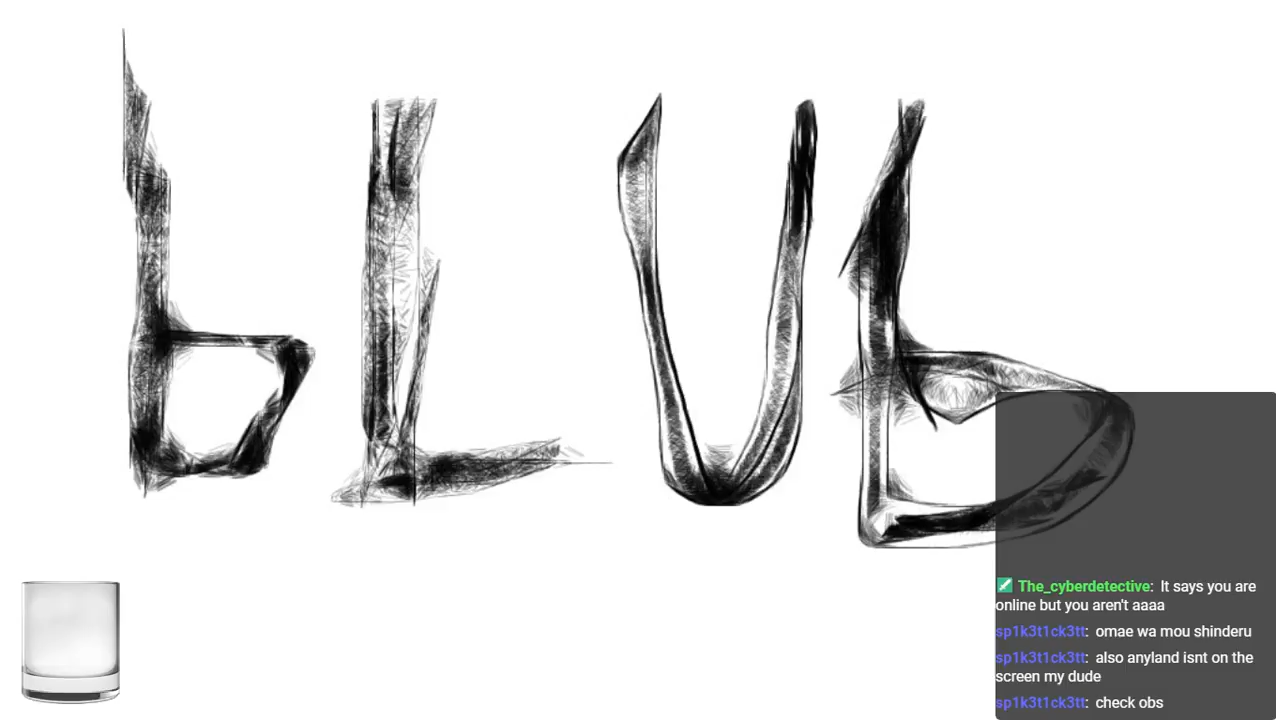 bLUb
The_cyberdetective: It says you are
online but you aren't aaaa
sp1k3t1ck3tt: omae wa mou shinderu
sp1k3t1ck3tt: also anyland isnt on the
screen my dude
sp1k3t1ck3tt: check obs